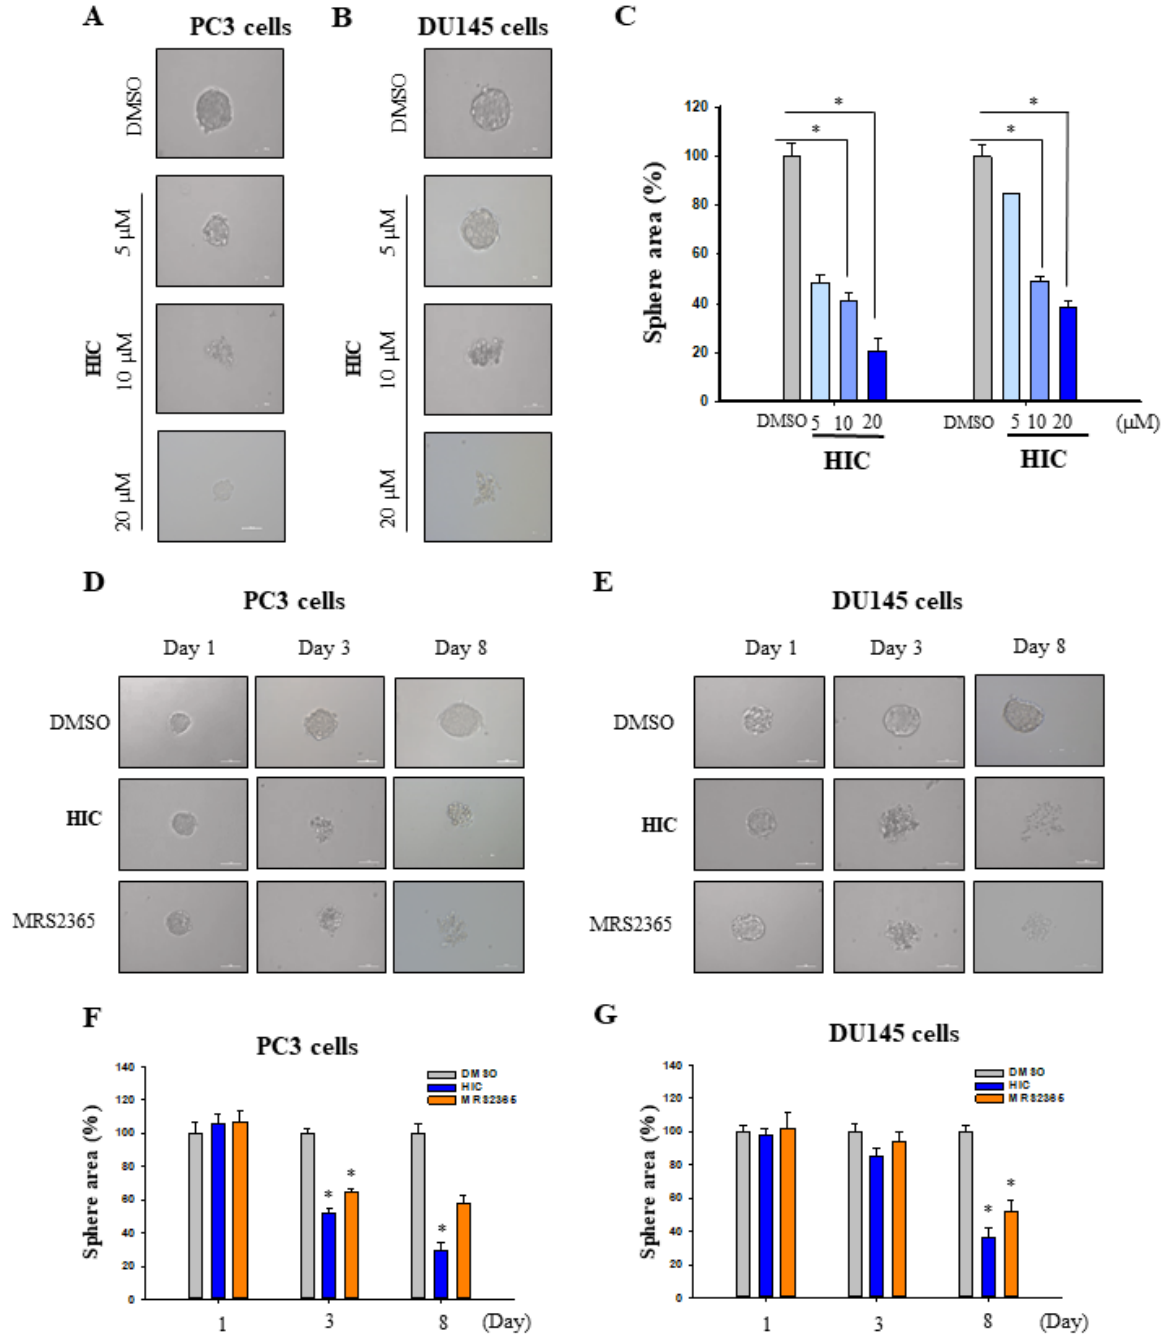 A
PC3 cells
B
DU145 cells
DMSO
5 µM
10 µM
20 µM
HIC
DMSO
5 µM
10 µM
20 µM
HIC
C
Sphere area (%)
120
100
80
60
40
20
0
* * * *
DMSO 5 10 20 DMSO 5 10 20 (µM)
HIC HIC
D
PC3 cells
Day 1 Day 3 Day 8
DMSO
HIC
MRS2365
E
DU145 cells
Day 1 Day 3 Day 8
DMSO
HIC
MRS2365
F
PC3 cells
Sphere area (%)
140
120
100
80
60
40
20
0
DMSO
HIC
MRS2365
* * *
1 3 8 (Day)
G
DU145 cells
Sphere area (%)
140
120
100
80
60
40
20
0
DMSO
HIC
MRS2365
* *
1 3 8 (Day)